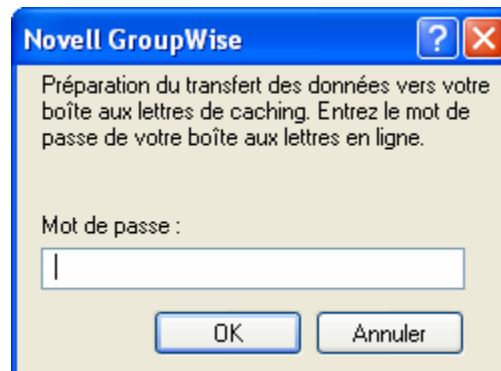 Novell GroupWise
Préparation du transfert des données vers votre
boîte aux lettres de caching. Entrez le mot de
passe de votre boîte aux lettres en ligne.
Mot de passe :
OK
Annuler